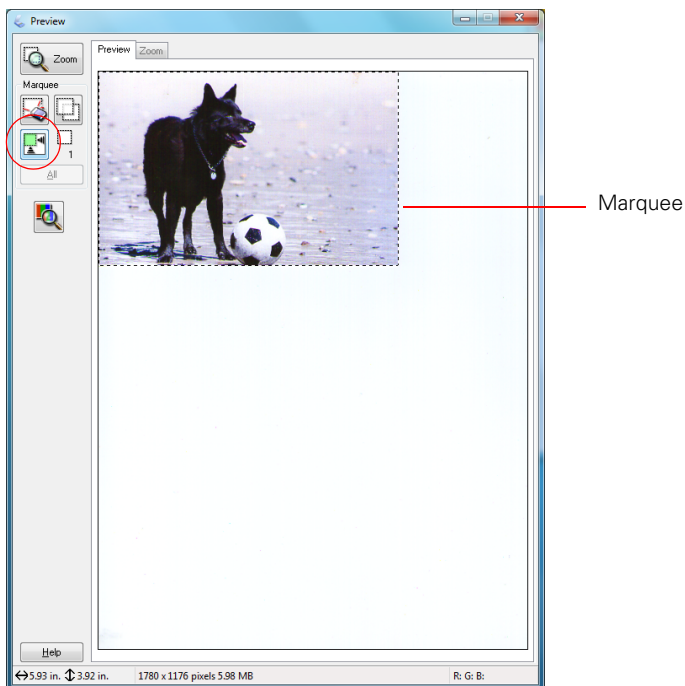 Preview
Zoom
Preview Zoom
Marquee
1
All
Marquee
Help
5.93 in. 3.92 in. 1780 x 1176 pixels 5.98 MB R: G: B: